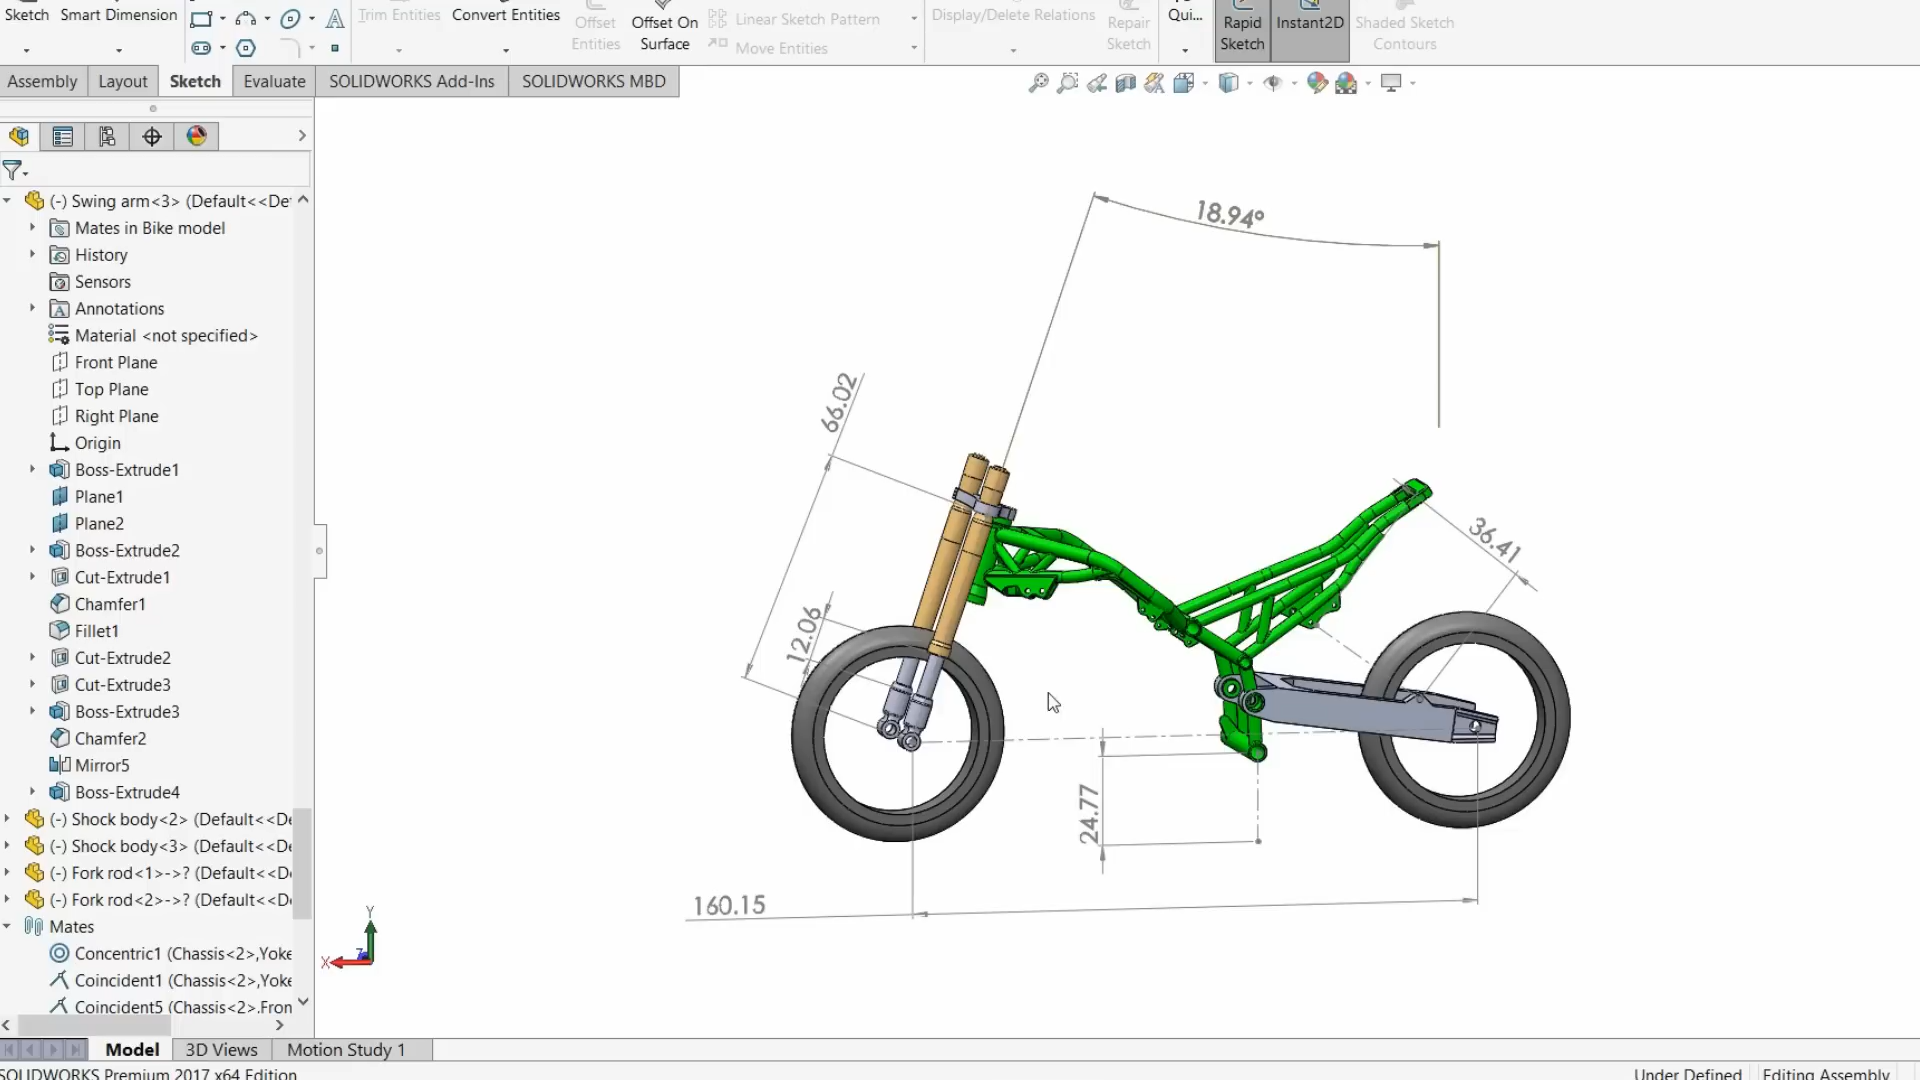 Sketch
Smart Dimension
Trim Entities
Convert Entities
Offset Entities
Offset On Surface
Linear Sketch Pattern
Move Entities
Display/Delete Relations
Repair Sketch
Qui...
Rapid Sketch
Instant2D
Shaded Sketch Contours
Assembly
Layout
Sketch
Evaluate
SOLIDWORKS Add-Ins
SOLIDWORKS MBD
(-) Swing arm<3> (Default<<De
Mates in Bike model
History
Sensors
Annotations
Material <not specified>
Front Plane
Top Plane
Right Plane
Origin
Boss-Extrude1
Plane1
Plane2
Boss-Extrude2
Cut-Extrude1
Chamfer1
Fillet1
Cut-Extrude2
Cut-Extrude3
Boss-Extrude3
Chamfer2
Mirror5
Boss-Extrude4
(-) Shock body<2> (Default<<De
(-) Shock body<3> (Default<<De
(-) Fork rod<1>->? (Default<<De
(-) Fork rod<2>->? (Default<<De
Mates
Concentric1 (Chassis<2>,Yoke
Coincident1 (Chassis<2>,Yoke
Coincident5 (Chassis<2>.Fron
18.94°
66.02
36.41
12.06
24.77
160.15
Y
X
Z
Model
3D Views
Motion Study 1
SOLIDWORKS Premium 2017 x64 Edition
Under Defined
Editing Assembly